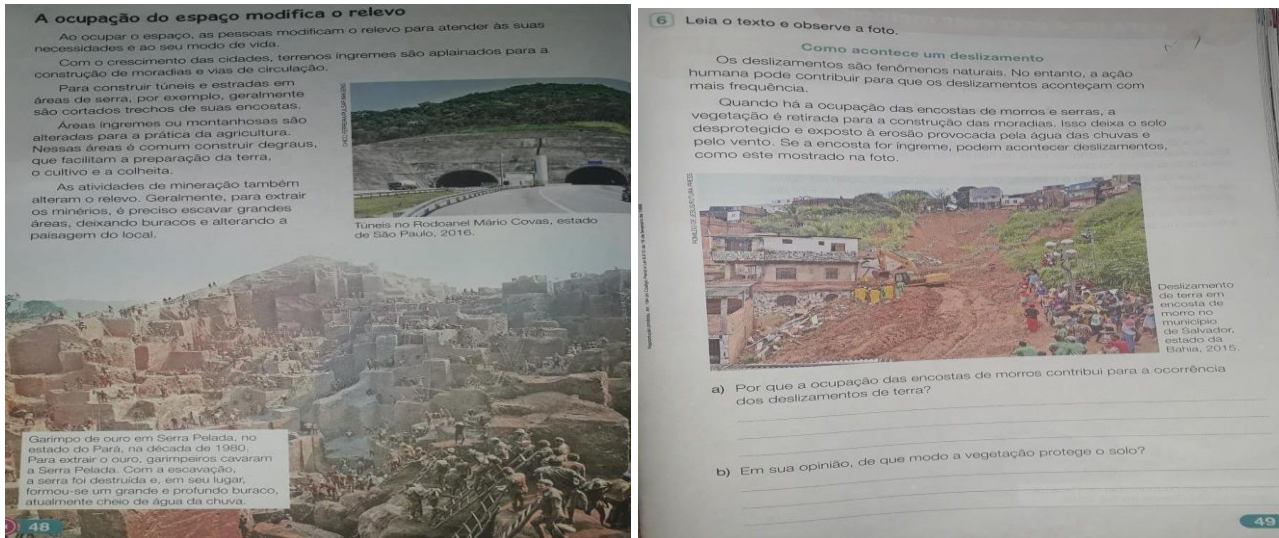 A ocupação do espaço modifica o relevo
Ao ocupar o espaço, as pessoas modificam o relevo para atender às suas
necessidades e ao seu modo de vida.
Com o crescimento das cidades, terrenos íngremes são aplainados para a
construção de moradias e vias de circulação.
Para construir túneis e estradas em
áreas de serra, por exemplo, geralmente
são cortados trechos de suas encostas.
Áreas íngremes ou montanhosas são
alteradas para a prática da agricultura.
Nessas áreas é comum construir degraus,
que facilitam a preparação da terra,
o cultivo e a colheita.
As atividades de mineração também
alteram o relevo. Geralmente, para extrair
os minérios, é preciso escavar grandes
áreas, deixando buracos e alterando a
paisagem do local.
Túneis no Rodoanel Mário Covas, estado
de São Paulo, 2016.
Garimpo de ouro em Serra Pelada, no
estado do Pará, na década de 1980.
Para extrair o ouro, garimpeiros cavaram
a Serra Pelada. Com a escavação,
a serra foi destruída e, em seu lugar,
formou-se um grande e profundo buraco,
atualmente cheio de água da chuva.
48
6 Leia o texto e observe a foto.
Como acontece um deslizamento
Os deslizamentos são fenômenos naturais. No entanto, a ação
humana pode contribuir para que os deslizamentos aconteçam com
mais frequência.
Quando há a ocupação das encostas de morros e serras, a
vegetação é retirada para a construção das moradias. Isso deixa o solo
desprotegido e exposto à erosão provocada pela água das chuvas e
pelo vento. Se a encosta for íngreme, podem acontecer deslizamentos,
como este mostrado na foto.
Deslizamento
de terra em
encosta de
morro no
município
de Salvador,
estado da
Bahia, 2015.
a) Por que a ocupação das encostas de morros contribui para a ocorrência
dos deslizamentos de terra?
b) Em sua opinião, de que modo a vegetação protege o solo?
49